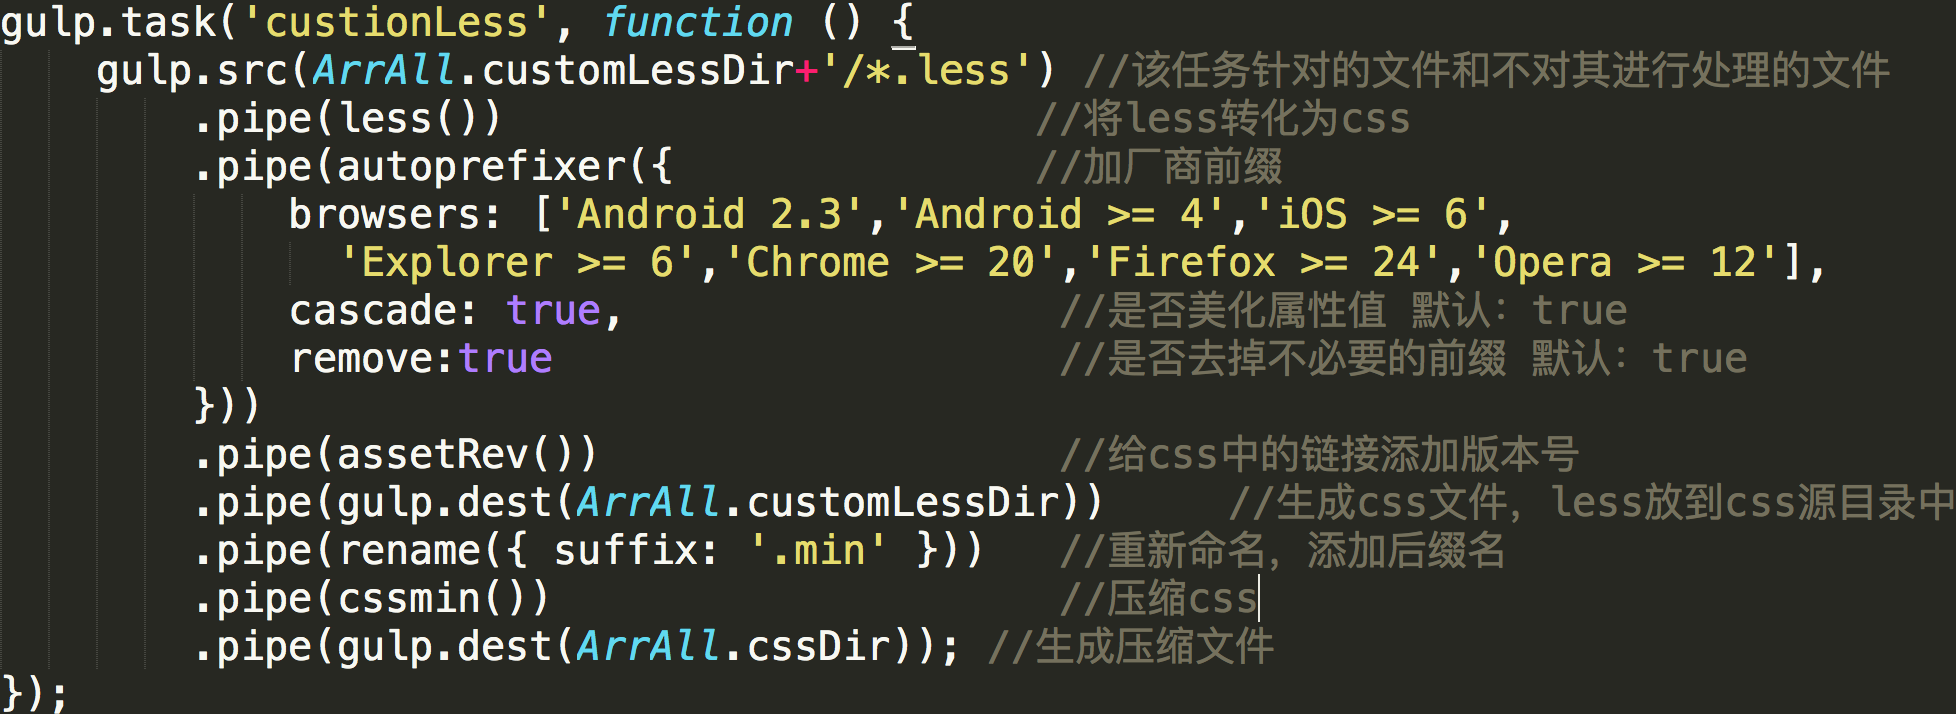 gulp.task('custionLess', function () {
    gulp.src(ArrAll.customLessDir+'/*.less') //该任务针对的文件和不对其进行处理的文件
        .pipe(less())                      //将less转化为css
        .pipe(autoprefixer({               //加厂商前缀
            browsers: ['Android 2.3','Android >= 4','iOS >= 6',
              'Explorer >= 6','Chrome >= 20','Firefox >= 24','Opera >= 12'],
            cascade: true,                  //是否美化属性值 默认：true
            remove:true                     //是否去掉不必要的前缀 默认：true
        }))
        .pipe(assetRev())                   //给css中的链接添加版本号
        .pipe(gulp.dest(ArrAll.customLessDir))     //生成css文件，less放到css源目录中
        .pipe(rename({ suffix: '.min' }))   //重新命名，添加后缀名
        .pipe(cssmin())                     //压缩css
        .pipe(gulp.dest(ArrAll.cssDir)); //生成压缩文件
});